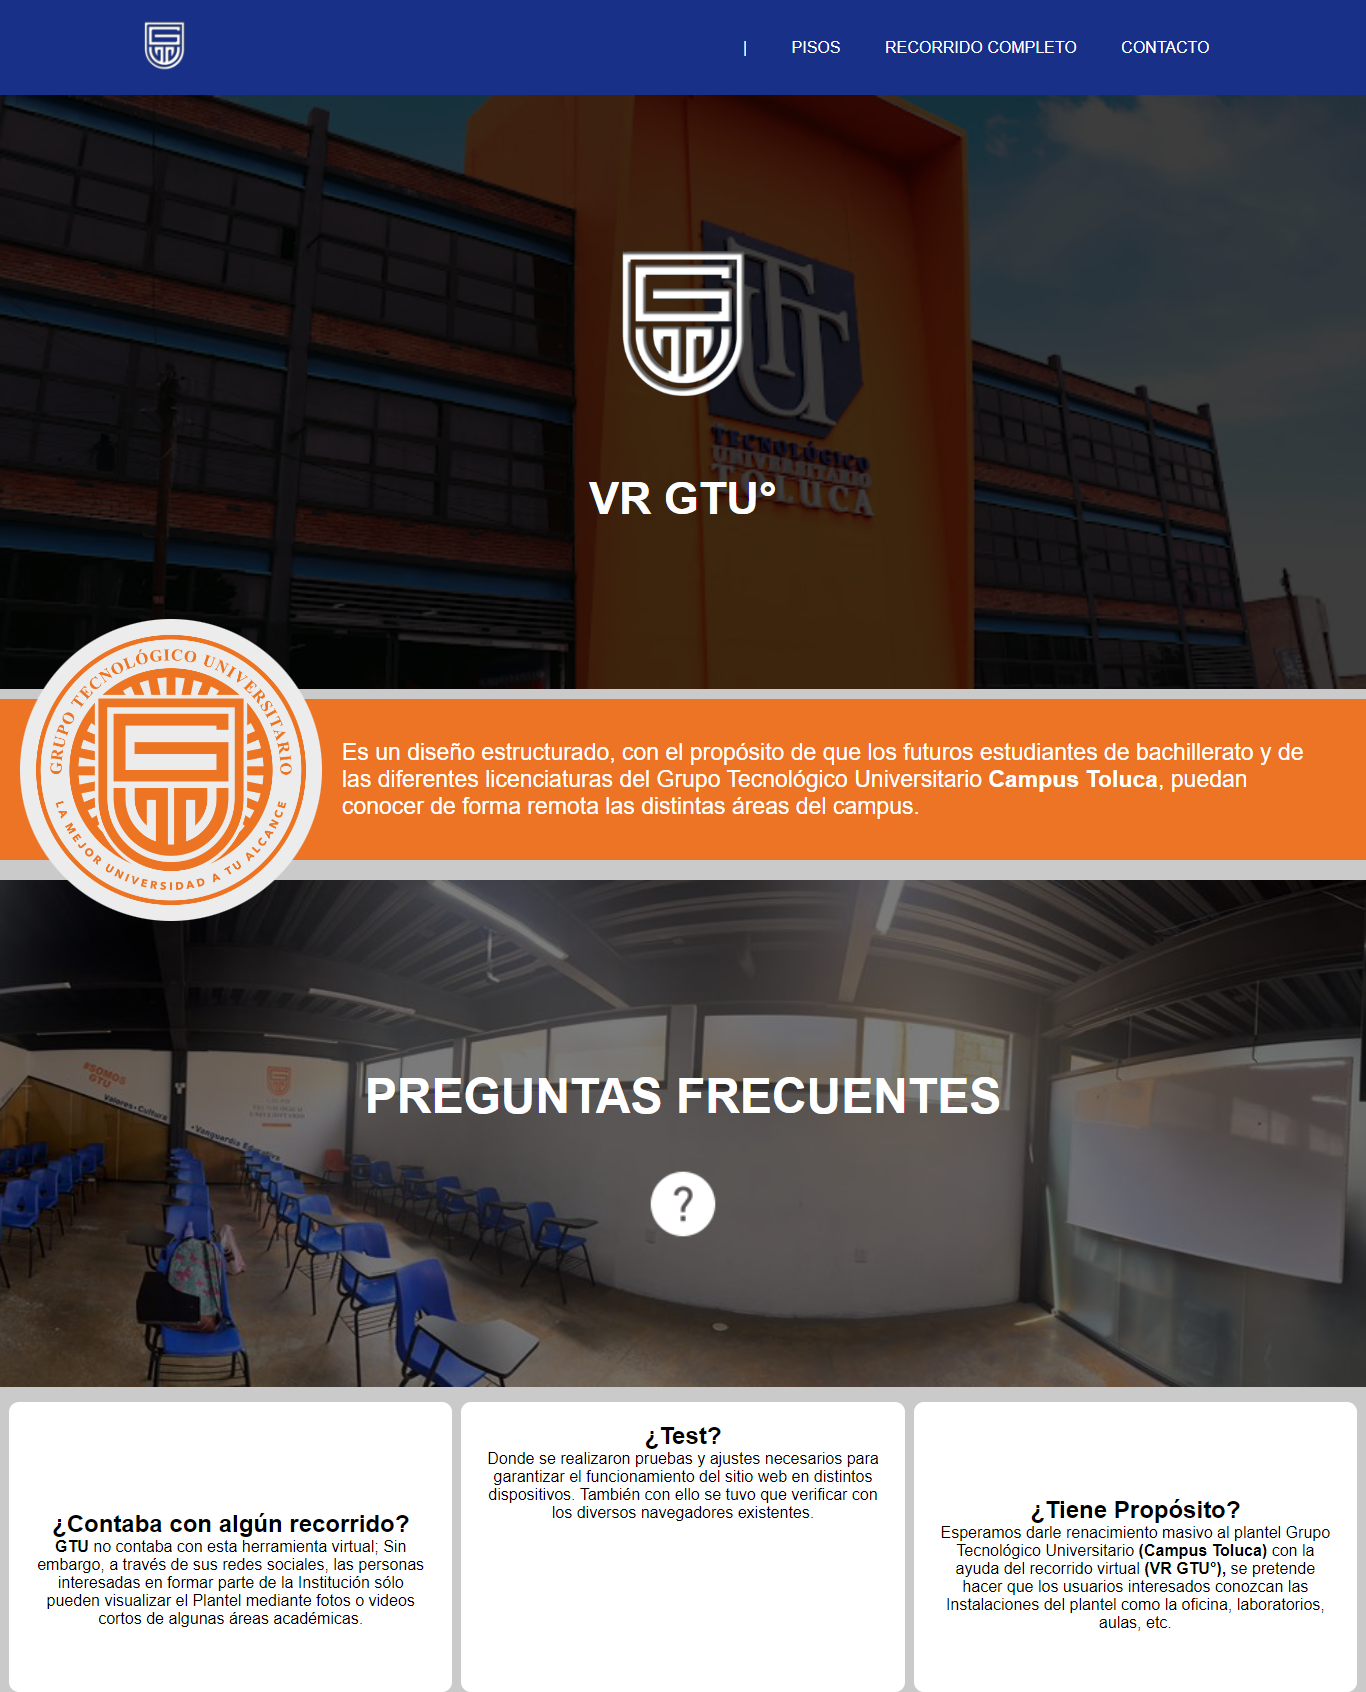 |
PISOS
RECORRIDO COMPLETO
CONTACTO
TECNOLÓGICO
UNIVERSITARIO
TOLUCA
VR GTU°
GRUPO TECNOLÓGICO UNIVERSITARIO
LA MEJOR UNIVERSIDAD A TU ALCANCE
Es un diseño estructurado, con el propósito de que los futuros estudiantes de bachillerato y de
las diferentes licenciaturas del Grupo Tecnológico Universitario Campus Toluca, puedan
conocer de forma remota las distintas áreas del campus.
#SOMOS
GTU
Valores•Cultura
•Vanguardia Educativa
TECNOLÓGICO
UNIVERSITARIO
PREGUNTAS FRECUENTES
?
¿Contaba con algún recorrido?
GTU no contaba con esta herramienta virtual; Sin
embargo, a través de sus redes sociales, las personas
interesadas en formar parte de la Institución sólo
pueden visualizar el Plantel mediante fotos o videos
cortos de algunas áreas académicas.
¿Test?
Donde se realizaron pruebas y ajustes necesarios para
garantizar el funcionamiento del sitio web en distintos
dispositivos. También con ello se tuvo que verificar con
los diversos navegadores existentes.
¿Tiene Propósito?
Esperamos darle renacimiento masivo al plantel Grupo
Tecnológico Universitario (Campus Toluca) con la
ayuda del recorrido virtual (VR GTU°), se pretende
hacer que los usuarios interesados conozcan las
Instalaciones del plantel como la oficina, laboratorios,
aulas, etc.